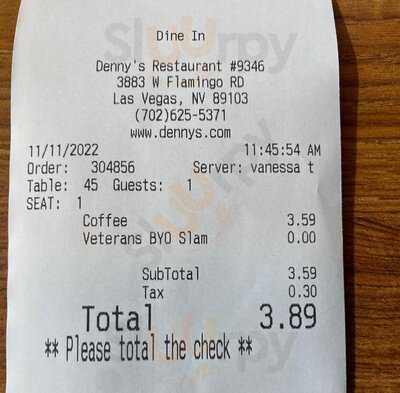 Dine In
Denny's Restaurant #9346
3883 W Flamingo RD
Las Vegas, NV 89103
(702)625-5371
www.dennys.com
11/11/2022 11:45:54 AM
Order: 304856 Server: vanessa t
Table: 45 Guests: 1
SEAT: 1
Coffee 3.59
Veterans BYO Slam 0.00
SubTotal 3.59
Tax 0.30
Total 3.89
** Please total the check **
Slurrpy